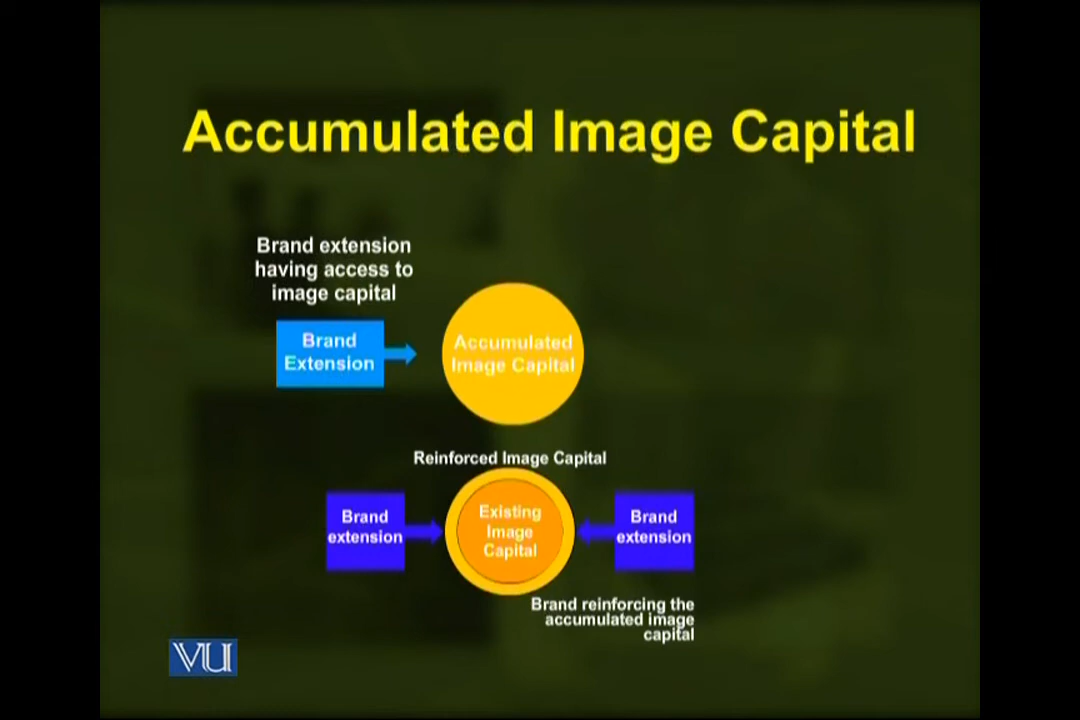 Accumulated Image Capital
Brand extension
having access to
image capital
Brand
Extension
Accumulated
Image Capital
Reinforced Image Capital
Brand
extension
Existing
Image
Capital
Brand
extension
Brand reinforcing the
accumulated image
capital
VU